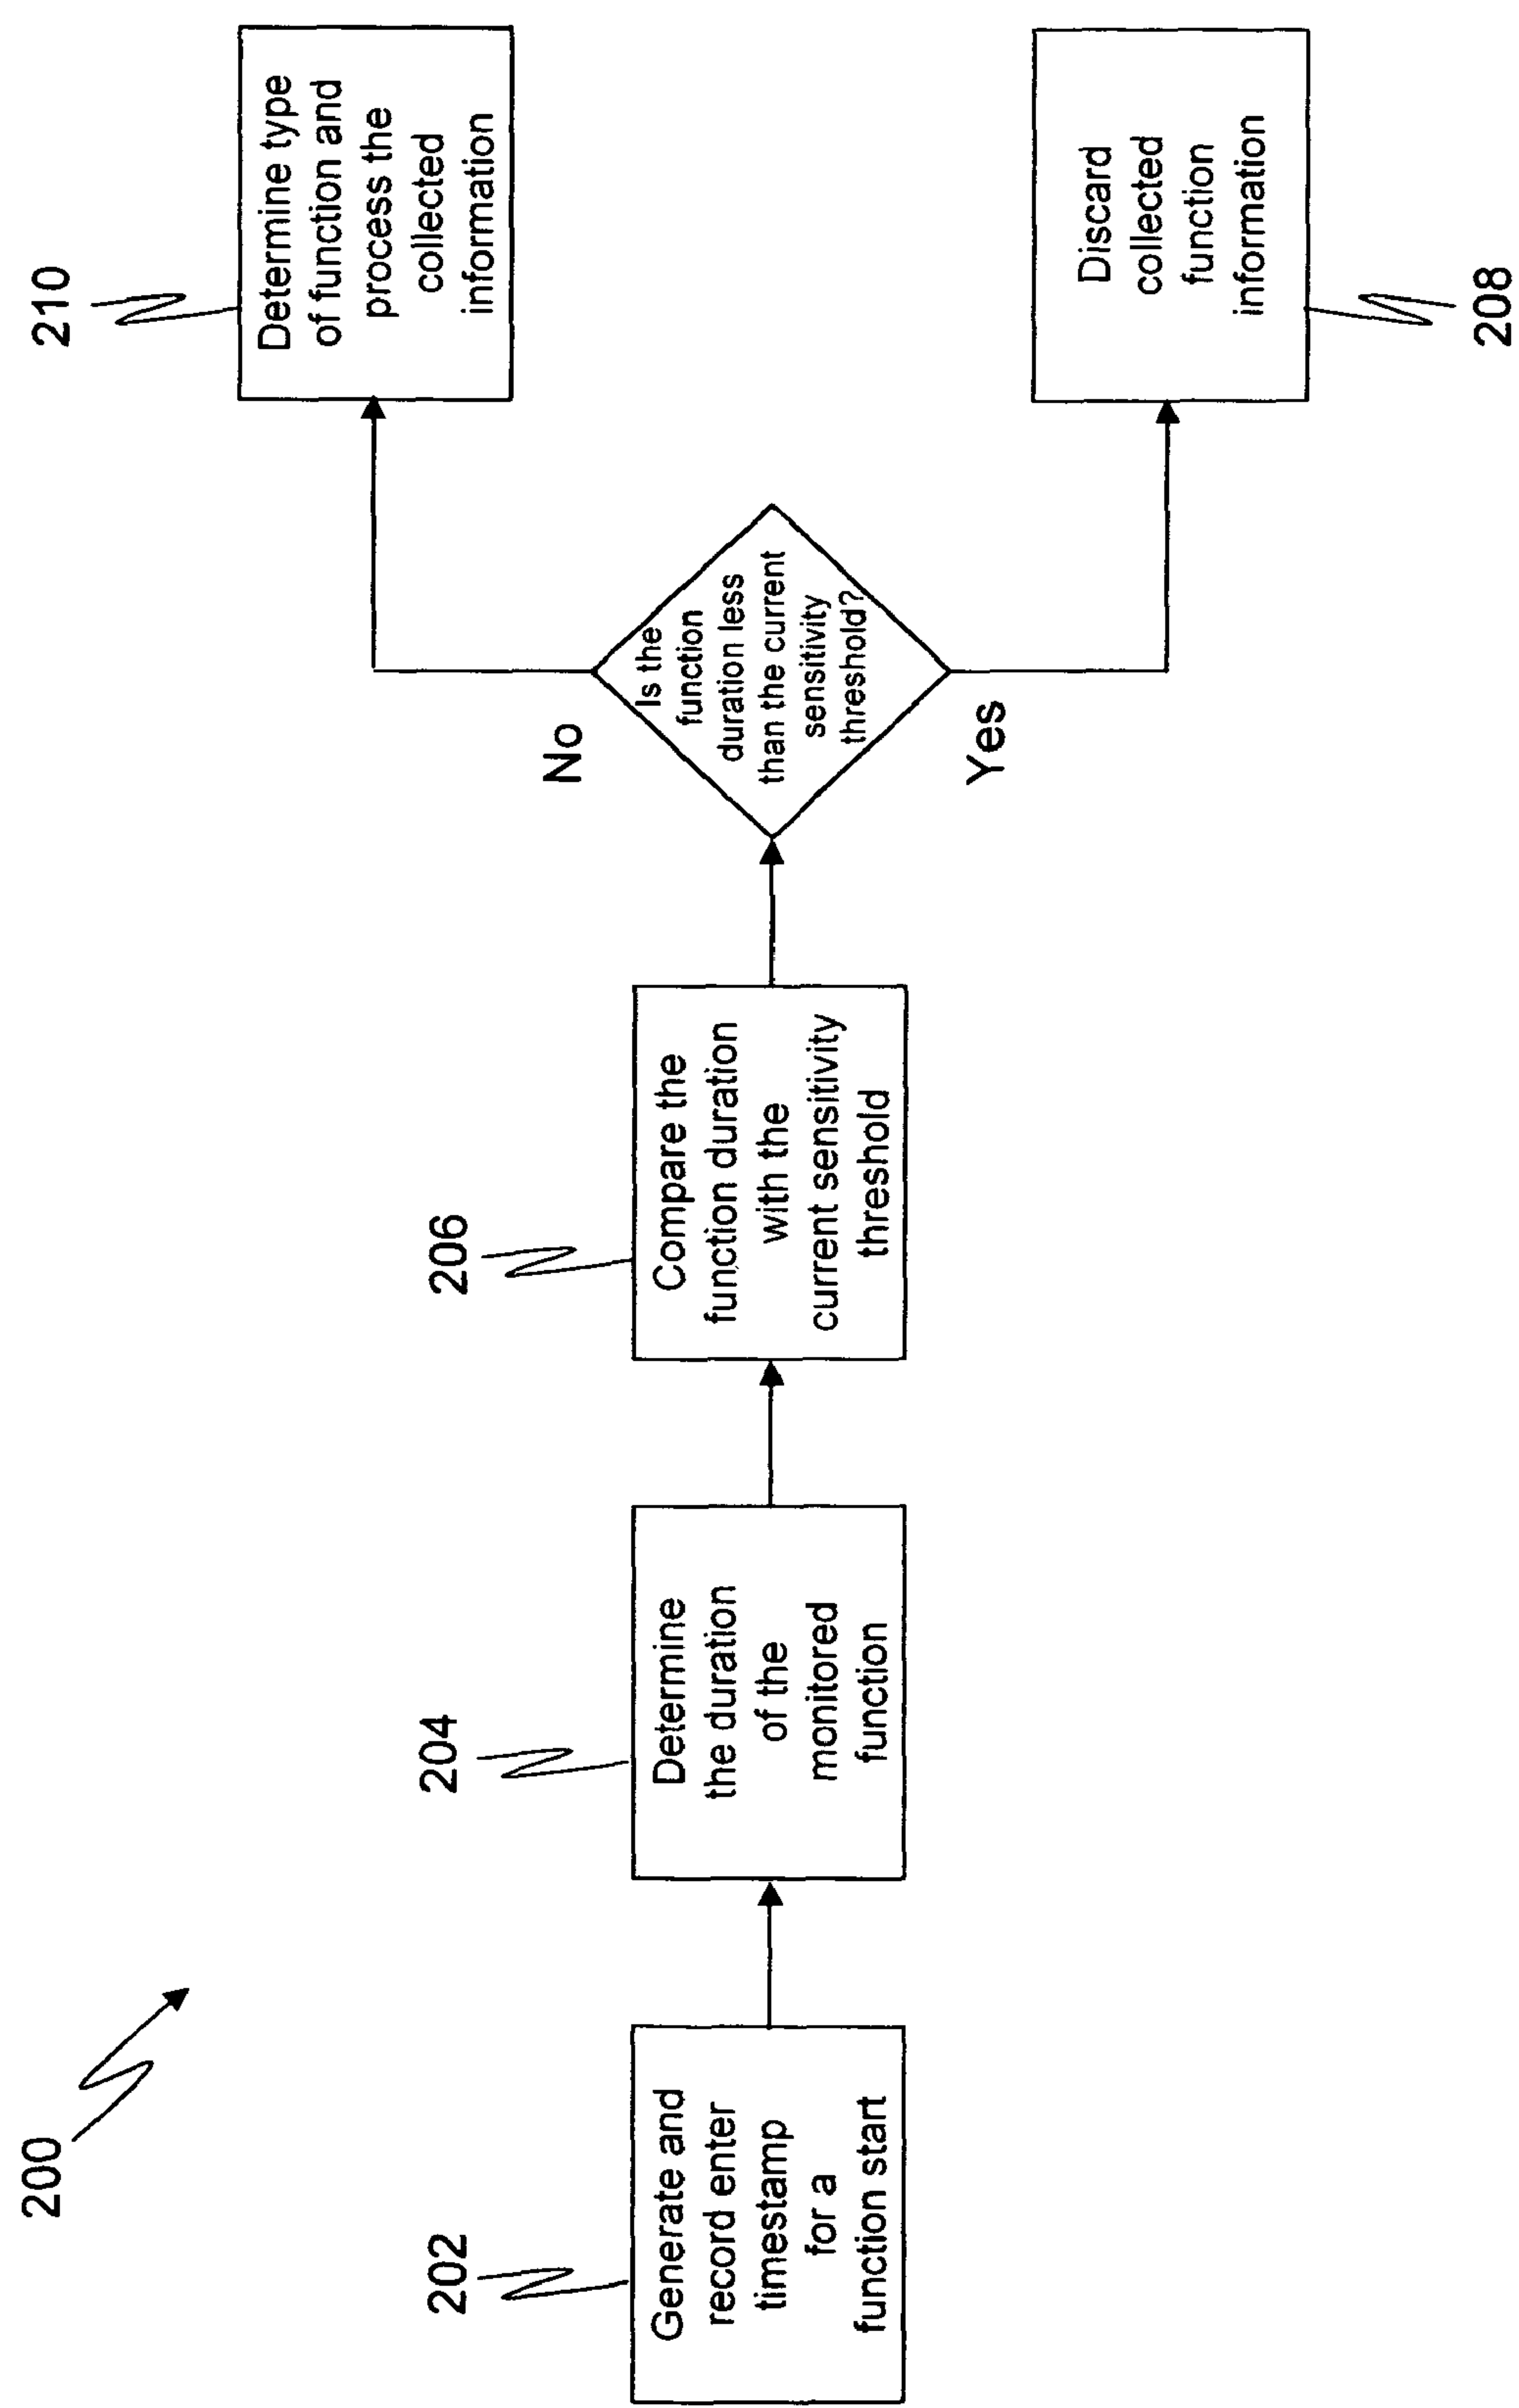 200
202
Generate and
record enter
timestamp
for a
function start
204
Determine
the duration
of the
monitored
function
206
Compare the
function duration
with the
current sensitivity
threshold
Is the
function
duration less
than the current
sensitivity
threshold?
No
Yes
210
Determine type
of function and
process the
collected
information
Discard
collected
function
information
208